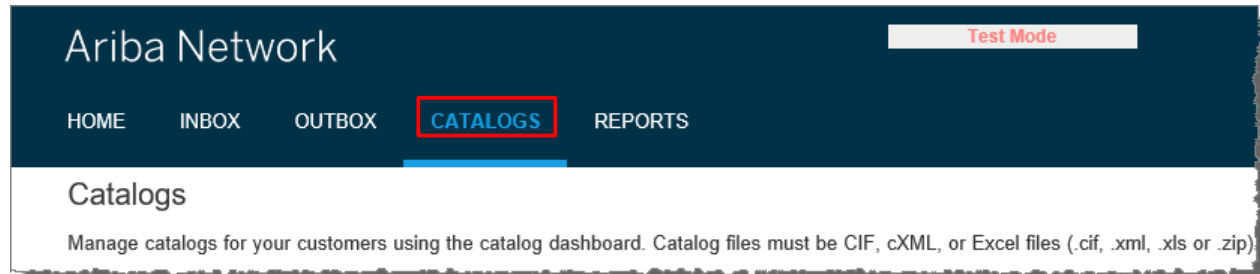 Ariba Network
Test Mode
HOME INBOX OUTBOX CATALOGS REPORTS
Catalogs
Manage catalogs for your customers using the catalog dashboard. Catalog files must be CIF, cXML, or Excel files (.cif, .xml, .xls or .zip)